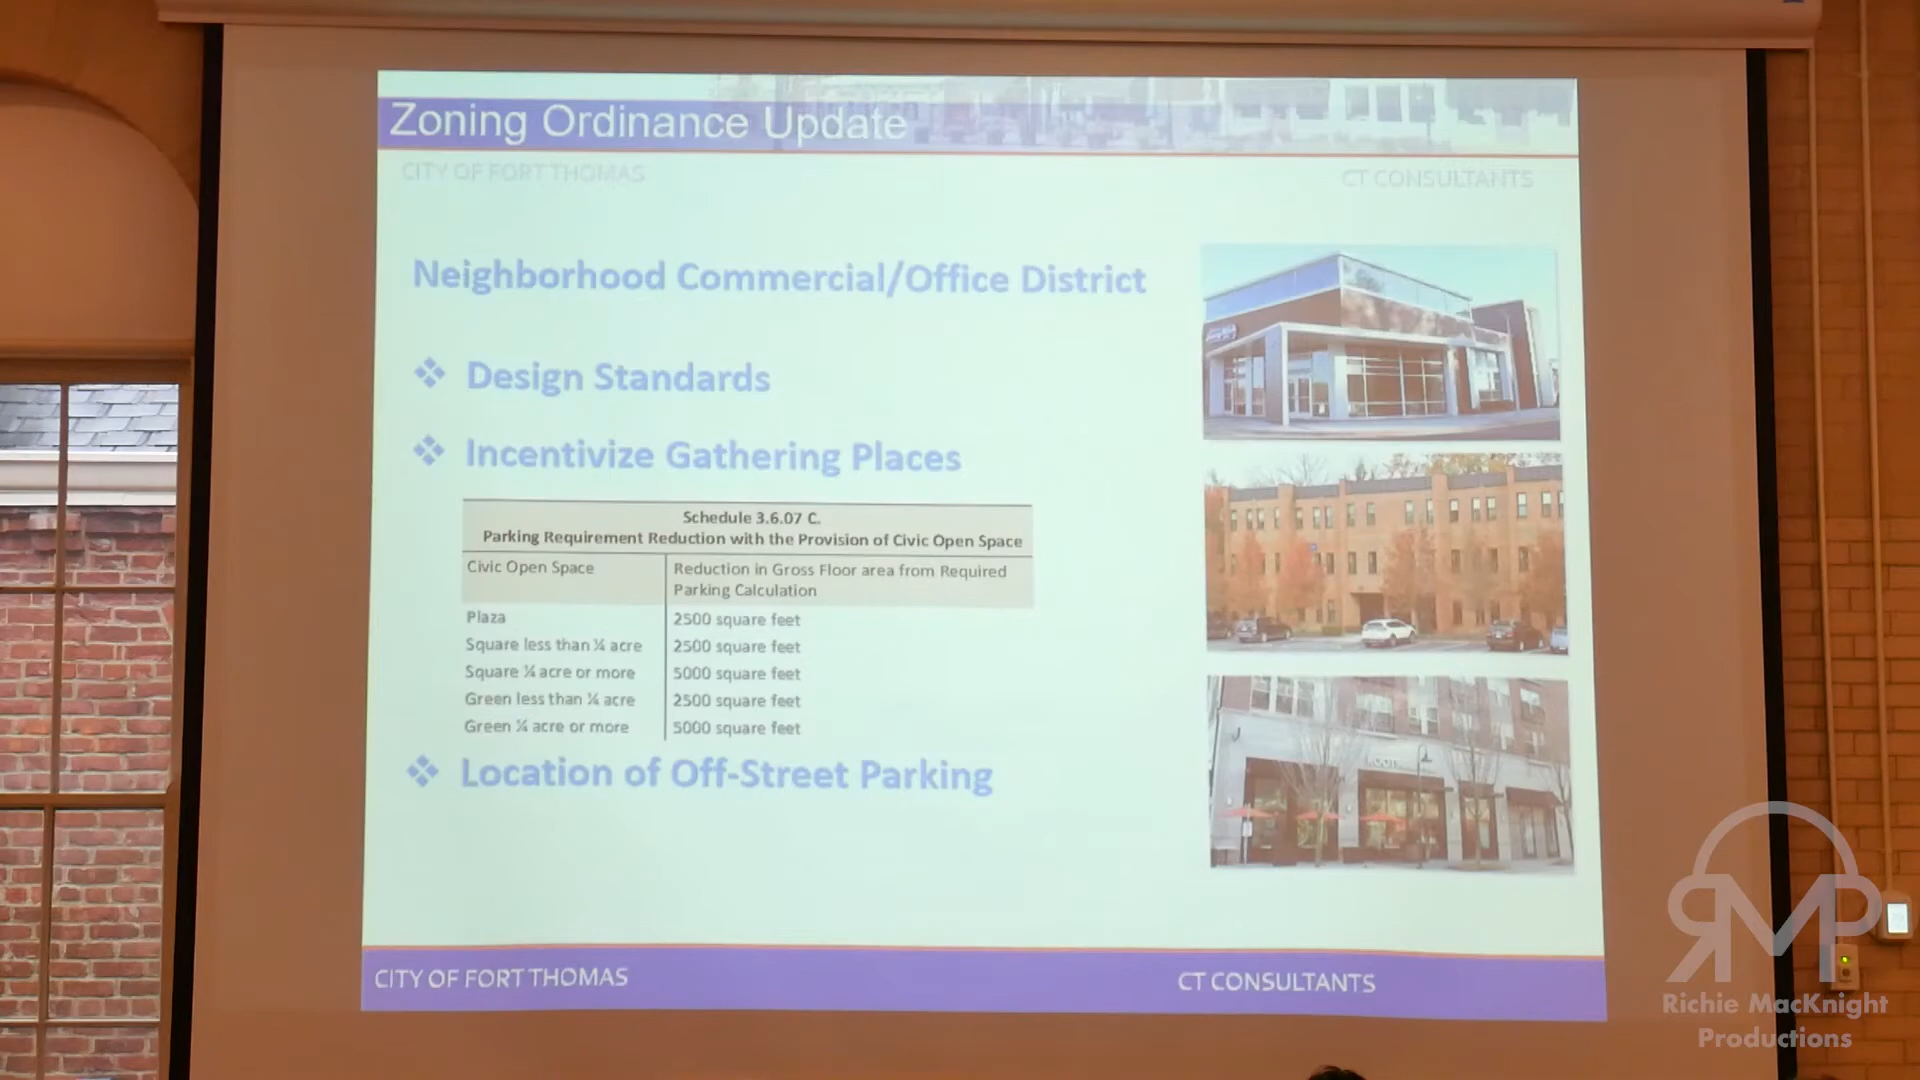 Zoning Ordinance Update
CITY OF FORT THOMAS
CT CONSULTANTS
Neighborhood Commercial/Office District
❖ Design Standards
❖ Incentivize Gathering Places
Schedule 3.6.07 C.
Parking Requirement Reduction with the Provision of Civic Open Space
Civic Open Space
Reduction in Gross Floor area from Required
Parking Calculation
Plaza 2500 square feet
Square less than ¼ acre 2500 square feet
Square ¼ acre or more 5000 square feet
Green less than ¼ acre 2500 square feet
Green ¼ acre or more 5000 square feet
❖ Location of Off-Street Parking
CITY OF FORT THOMAS
CT CONSULTANTS
RMP
Richie MacKnight
Productions